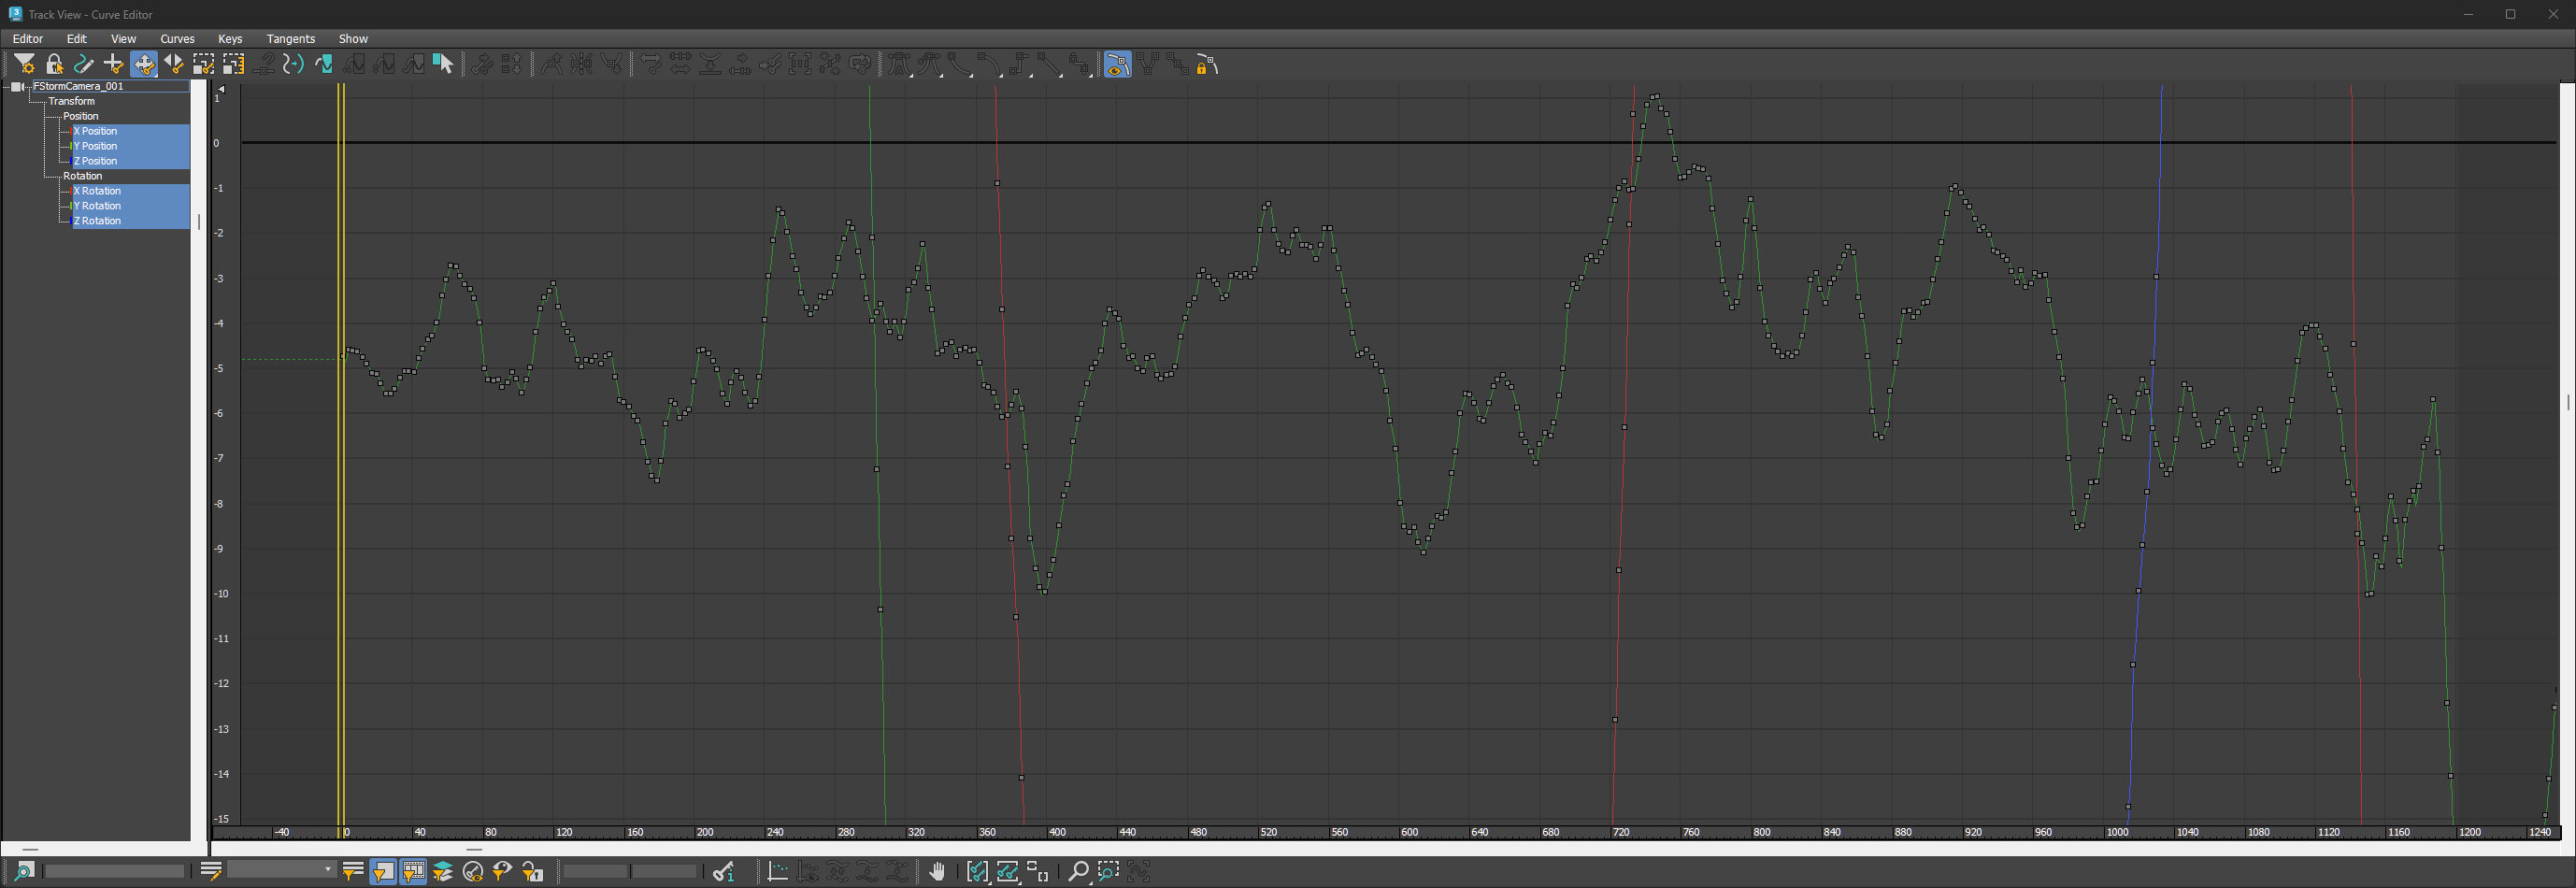 Track View - Curve Editor
Editor Edit View Curves Keys Tangents Show
FStormCamera_001
Transform
Position
X Position
Y Position
Z Position
Rotation
X Rotation
Y Rotation
Z Rotation
1
0
-1
-2
-3
-4
-5
-6
-7
-8
-9
-10
-11
-12
-13
-14
-15
-40 0 40 80 120 160 200 240 280 320 360 400 440 480 520 560 600 640 680 720 760 800 840 880 920 960 1000 1040 1080 1120 1160 1200 1240